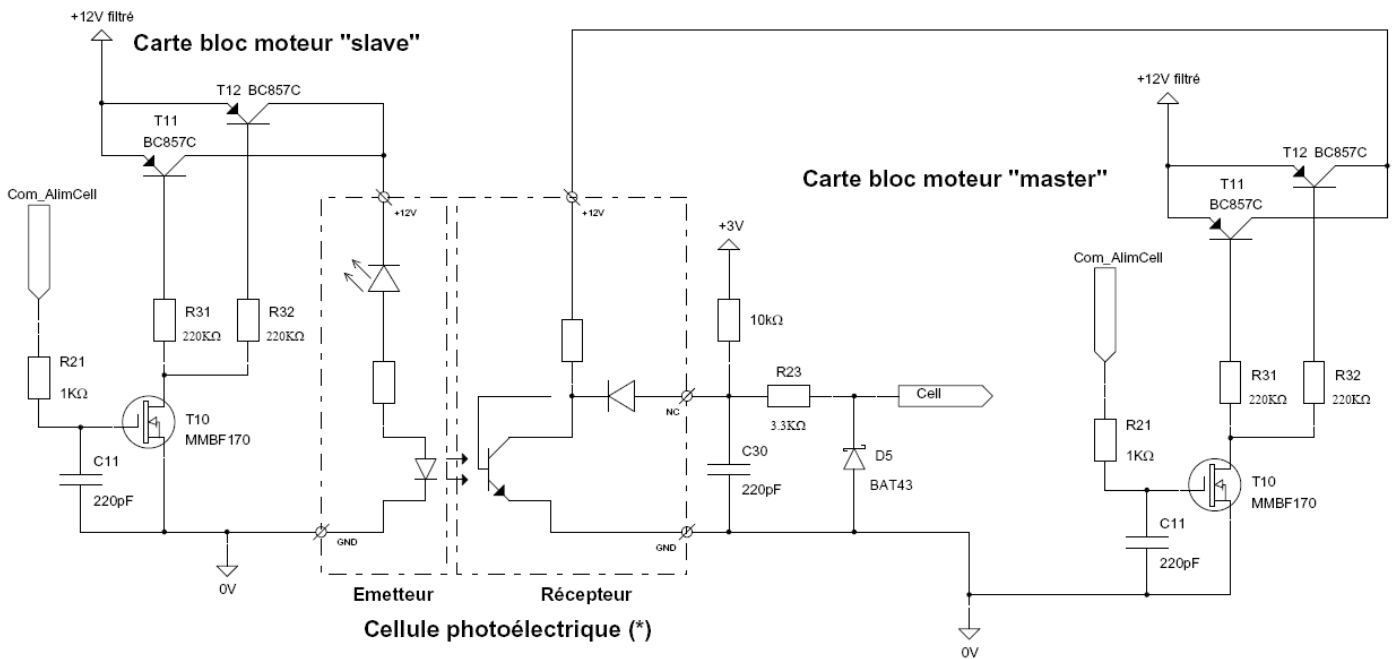 +12V filtré
Carte bloc moteur "slave"
T12 BC857C
T11
BC857C
Com_AlimCell
+12V
R31
220KΩ
R32
220KΩ
R21
1KΩ
T10
MMBF170
C11
220pF
GND
0V
Emetteur
+12V
NC
GND
Récepteur
Cellule photoélectrique (*)
+3V
10kΩ
R23
3.3KΩ
Cell
C30
220pF
D5
BAT43
0V
Carte bloc moteur "master"
+12V filtré
T12 BC857C
T11
BC857C
Com_AlimCell
R31
220KΩ
R32
220KΩ
R21
1KΩ
T10
MMBF170
C11
220pF